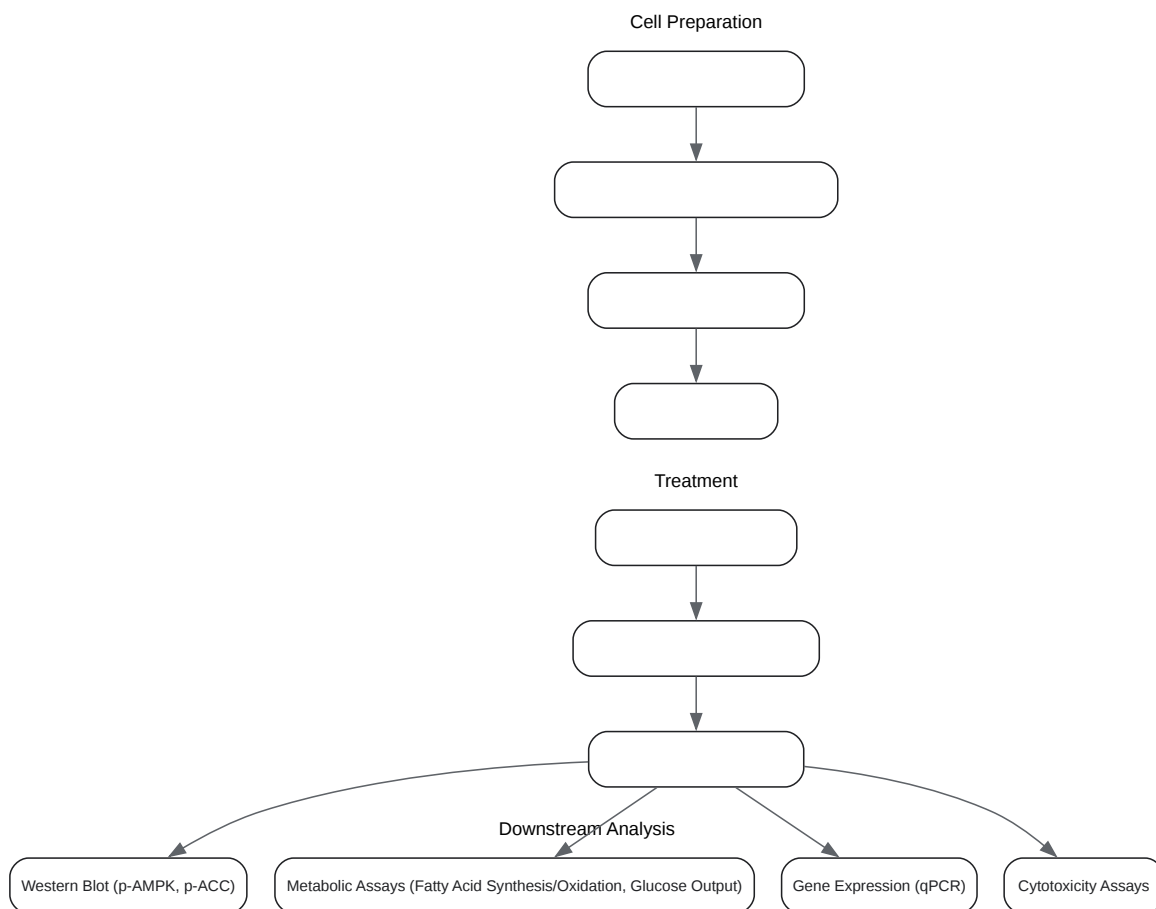 Cell Preparation
Treatment
Downstream Analysis
Western Blot (p-AMPK, p-ACC)
Metabolic Assays (Fatty Acid Synthesis/Oxidation, Glucose Output)
Gene Expression (qPCR)
Cytotoxicity Assays